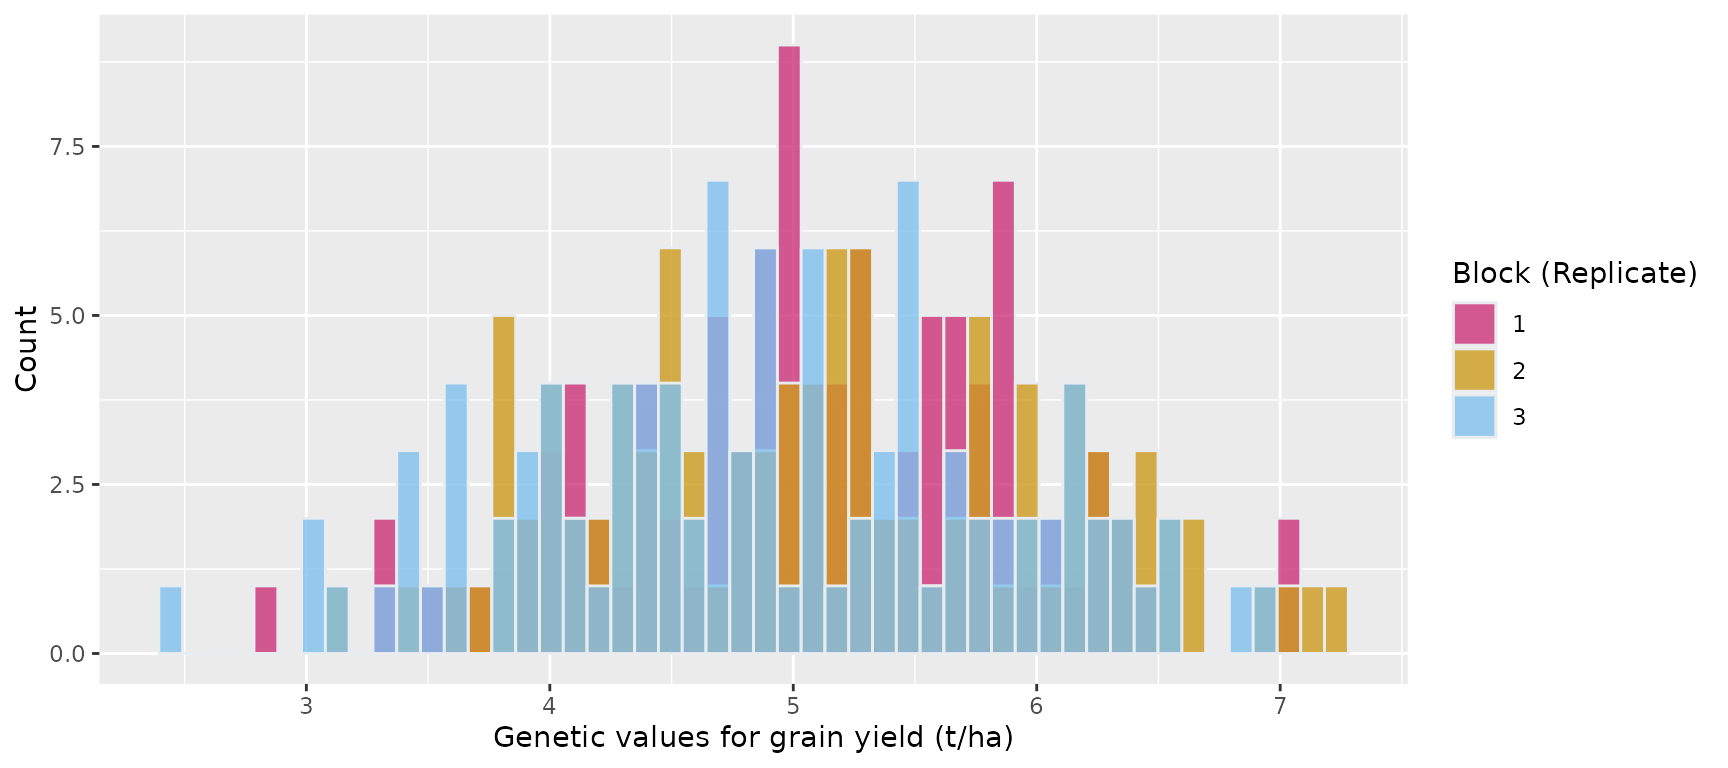 7.5
5.0
2.5
0.0
Count
3 4 5 6 7
Genetic values for grain yield (t/ha)
Block (Replicate)
1
2
3